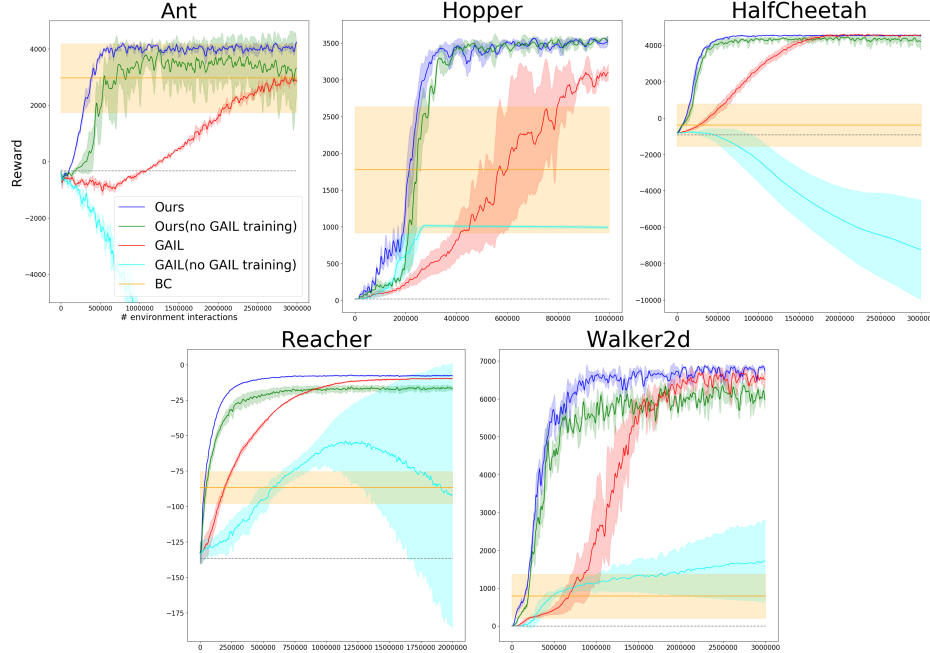 Ant
Hopper
HalfCheetah
Reward
4000
2000
0
−2000
−4000
Ours
Ours(no GAIL training)
GAIL
GAIL(no GAIL training)
BC
0 500000 1000000 1500000 2000000 2500000 3000000
# environment interactions
3500
3000
2500
2000
1500
1000
500
0
0 200000 400000 600000 800000 1000000
4000
2000
0
−2000
−4000
−6000
−8000
−10000
0 500000 1000000 1500000 2000000 2500000 300000
Reacher
Walker2d
0
−25
−50
−75
−100
−125
−150
−175
0 250000 500000 750000 1000000 1250000 1500000 1750000 2000000
7000
6000
5000
4000
3000
2000
1000
0
0 500000 1000000 1500000 2000000 2500000 3000000